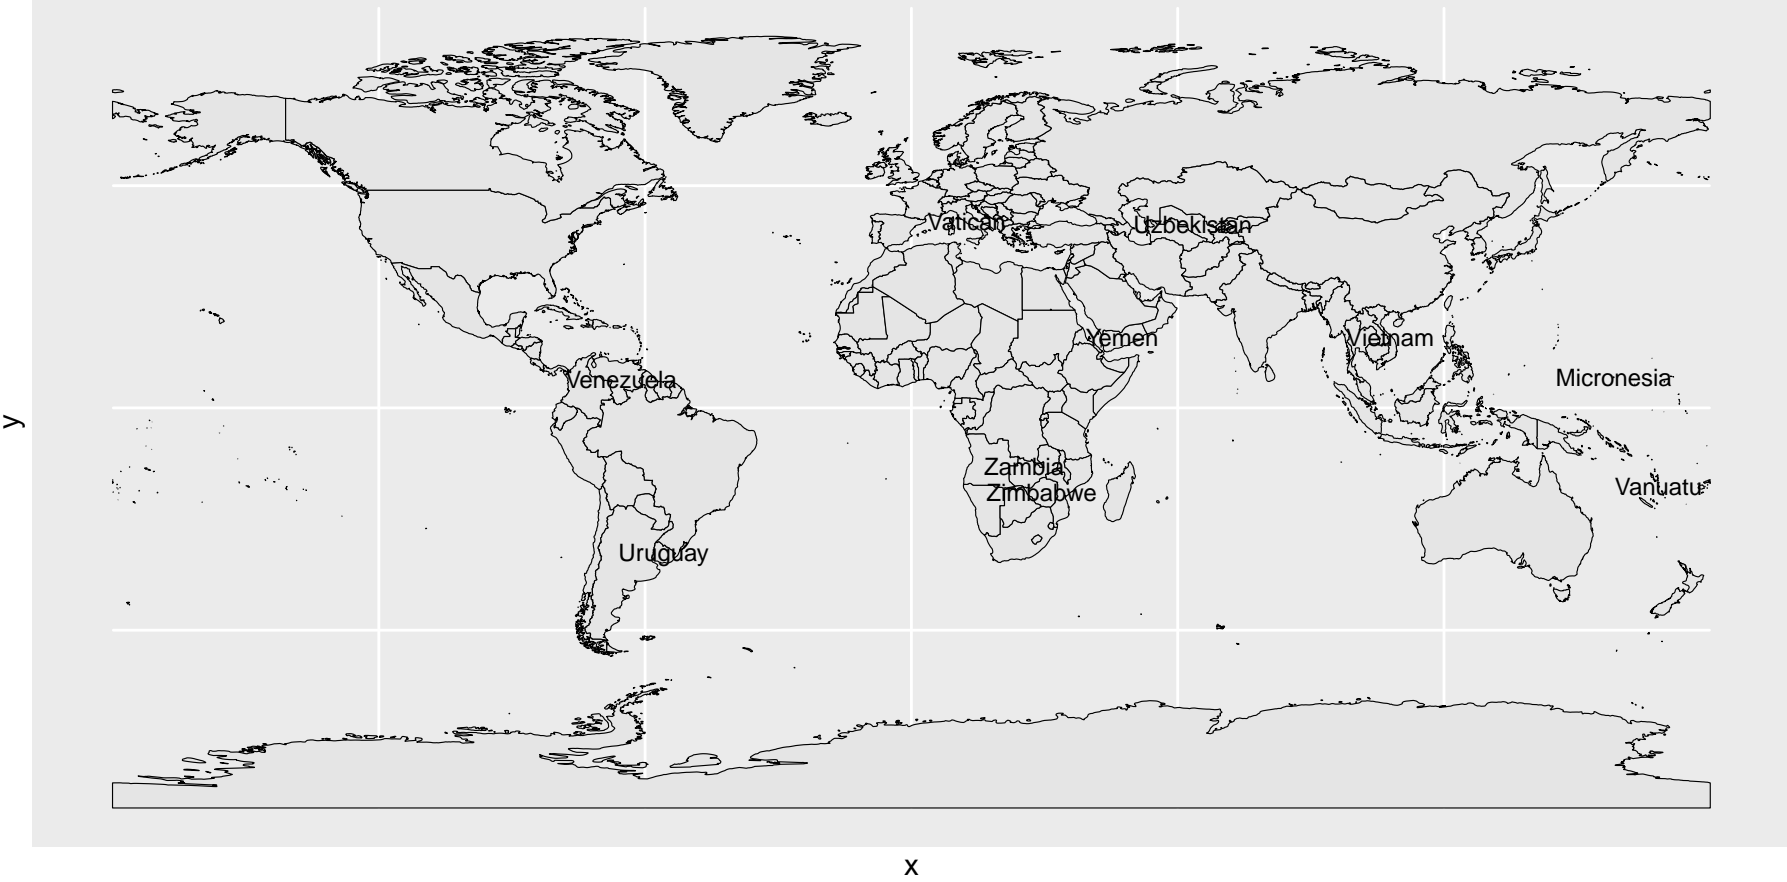 Vatican
Uzbekistan
Yemen
Vietnam
Venezuela
Micronesia
y
Zambia
Vanuatu
Zimbabwe
Uruguay
x